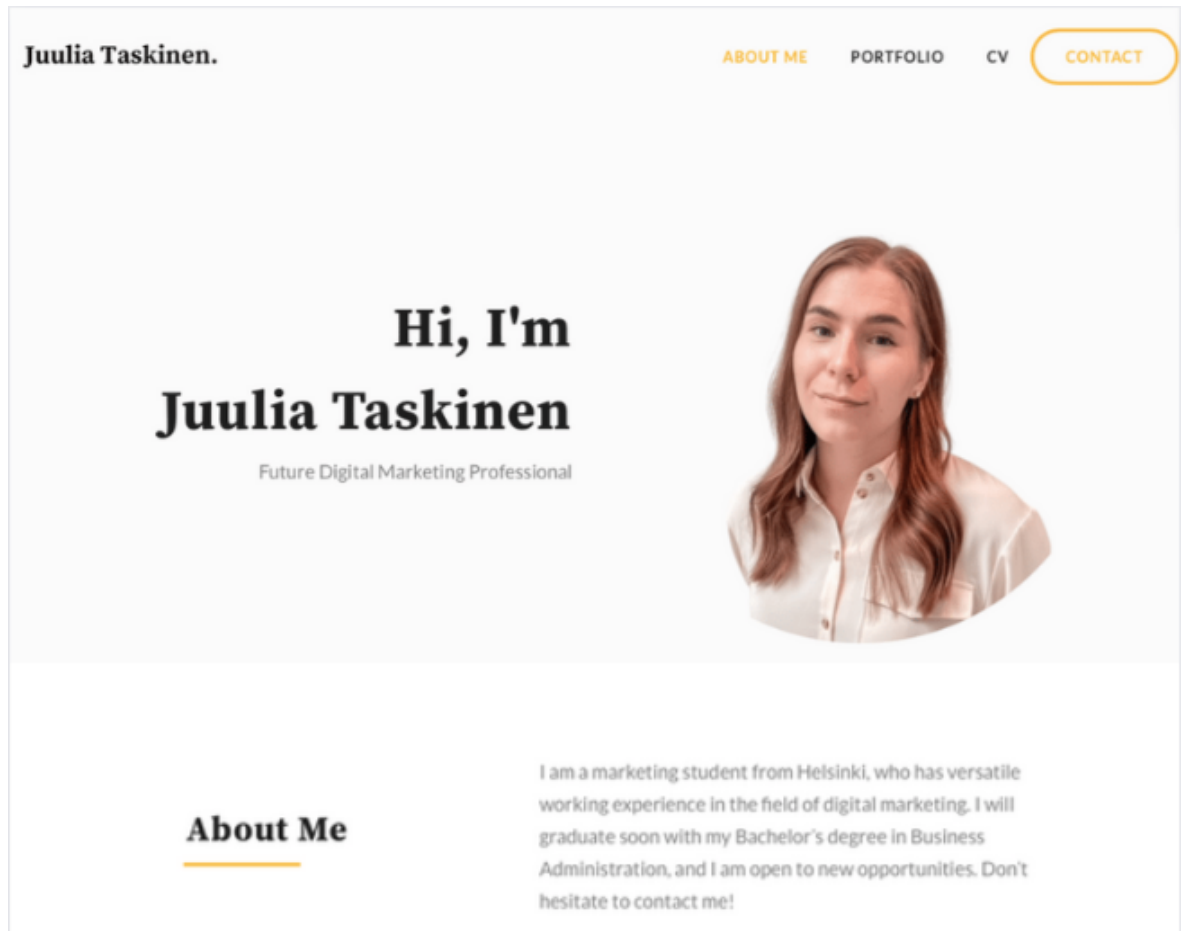 Juulia Taskinen.
ABOUT ME PORTFOLIO CV CONTACT
Hi, I'm
Juulia Taskinen
Future Digital Marketing Professional
About Me
I am a marketing student from Helsinki, who has versatile
working experience in the field of digital marketing. I will
graduate soon with my Bachelor's degree in Business
Administration, and I am open to new opportunities. Don't
hesitate to contact me!